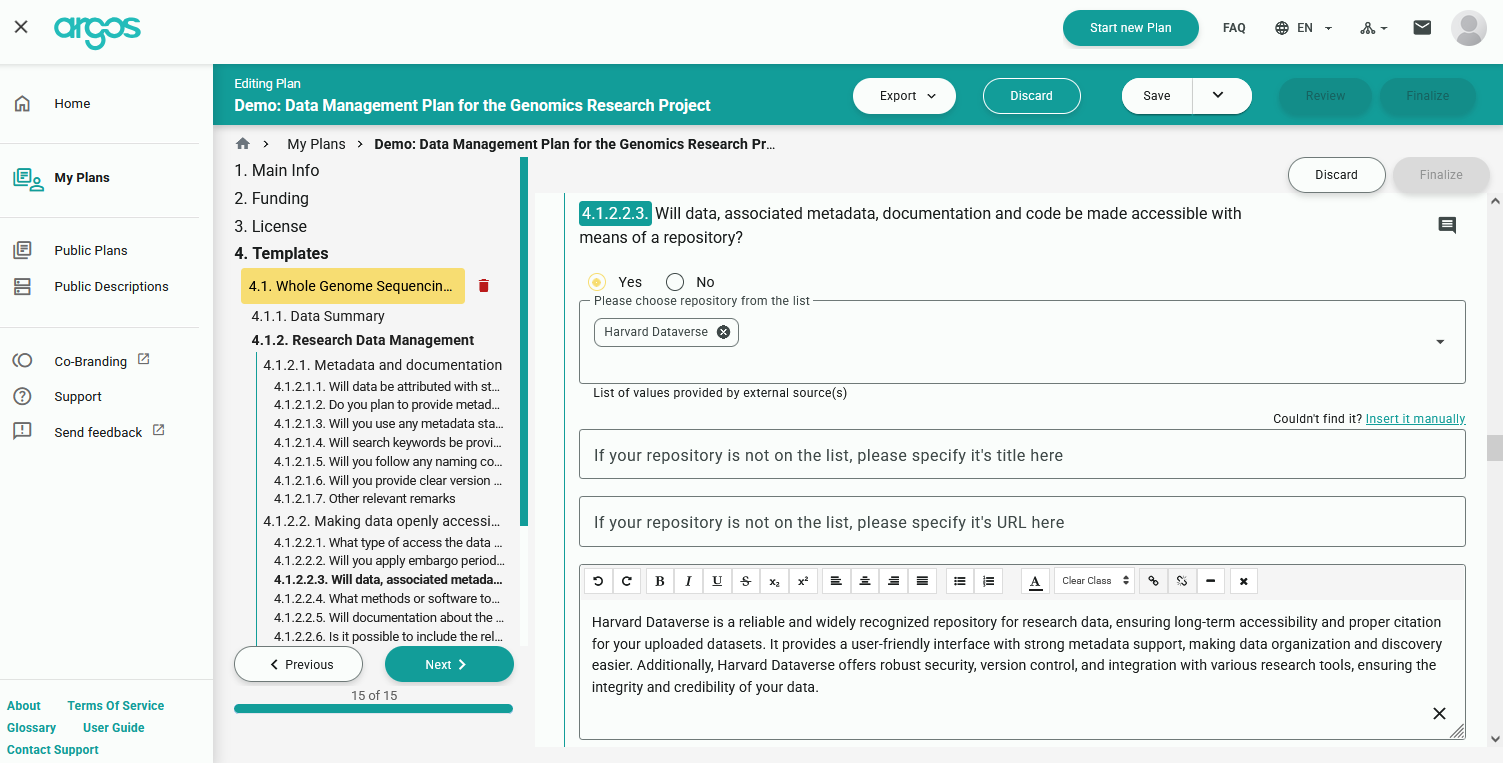 argos
Start new Plan
FAQ
EN
Home
My Plans
Public Plans
Public Descriptions
Co-Branding
Support
Send feedback
About Terms Of Service
Glossary User Guide
Contact Support
Editing Plan
Demo: Data Management Plan for the Genomics Research Project
Export
Discard
Save
Review
Finalize
My Plans
Demo: Data Management Plan for the Genomics Research Pr...
Discard
Finalize
1. Main Info
2. Funding
3. License
4. Templates
4.1. Whole Genome Sequencin...
4.1.1. Data Summary
4.1.2. Research Data Management
4.1.2.1. Metadata and documentation
4.1.2.1.1. Will data be attributed with st...
4.1.2.1.2. Do you plan to provide metad...
4.1.2.1.3. Will you use any metadata sta...
4.1.2.1.4. Will search keywords be provi...
4.1.2.1.5. Will you follow any naming co...
4.1.2.1.6. Will you provide clear version ...
4.1.2.1.7. Other relevant remarks
4.1.2.2. Making data openly accessi...
4.1.2.2.1. What type of access the data ...
4.1.2.2.2. Will you apply embargo period...
4.1.2.2.3. Will data, associated metada...
4.1.2.2.4. What methods or software to...
4.1.2.2.5. Will documentation about the ...
4.1.2.2.6. Is it possible to include the rel...
Previous
Next
15 of 15
4.1.2.2.3. Will data, associated metadata, documentation and code be made accessible with
means of a repository?
Yes No
Please choose repository from the list
Harvard Dataverse
List of values provided by external source(s)
Couldn't find it? Insert it manually
If your repository is not on the list, please specify it's title here
If your repository is not on the list, please specify it's URL here
B I U S x₂ x² A Clear Class
Harvard Dataverse is a reliable and widely recognized repository for research data, ensuring long-term accessibility and proper citation
for your uploaded datasets. It provides a user-friendly interface with strong metadata support, making data organization and discovery
easier. Additionally, Harvard Dataverse offers robust security, version control, and integration with various research tools, ensuring the
integrity and credibility of your data.